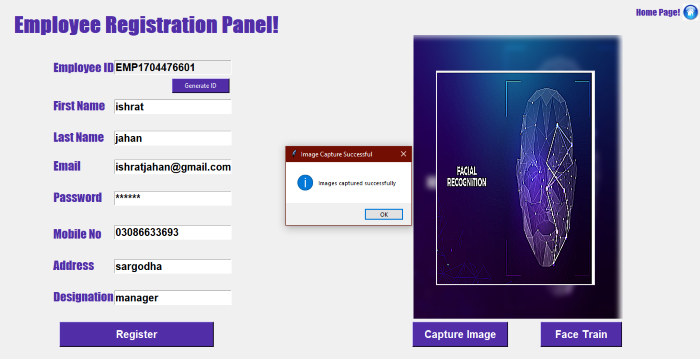 Home Page!
Employee Registration Panel!
Employee ID EMP1704476601
Generate ID
First Name ishrat
Last Name jahan
Email ishratjahan@gmail.com
Password ******
Mobile No 03086633693
Address sargodha
Designation manager
Register
Image Capture Successful
Images captured successfully
OK
FACIAL
RECOGNITION
Capture Image
Face Train